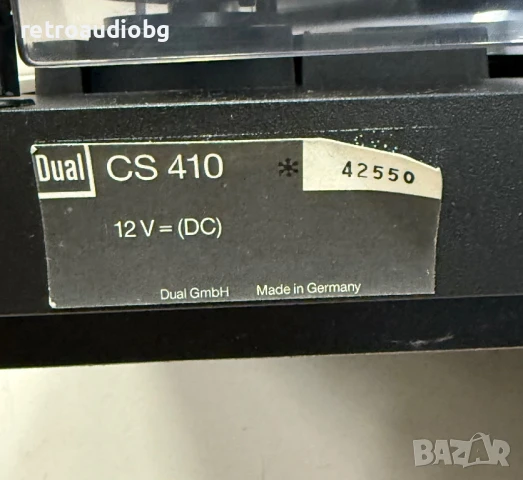 retroaudiobg
Dual CS 410 * 42550
12 V = (DC)
Dual GmbH Made in Germany
BAZAR